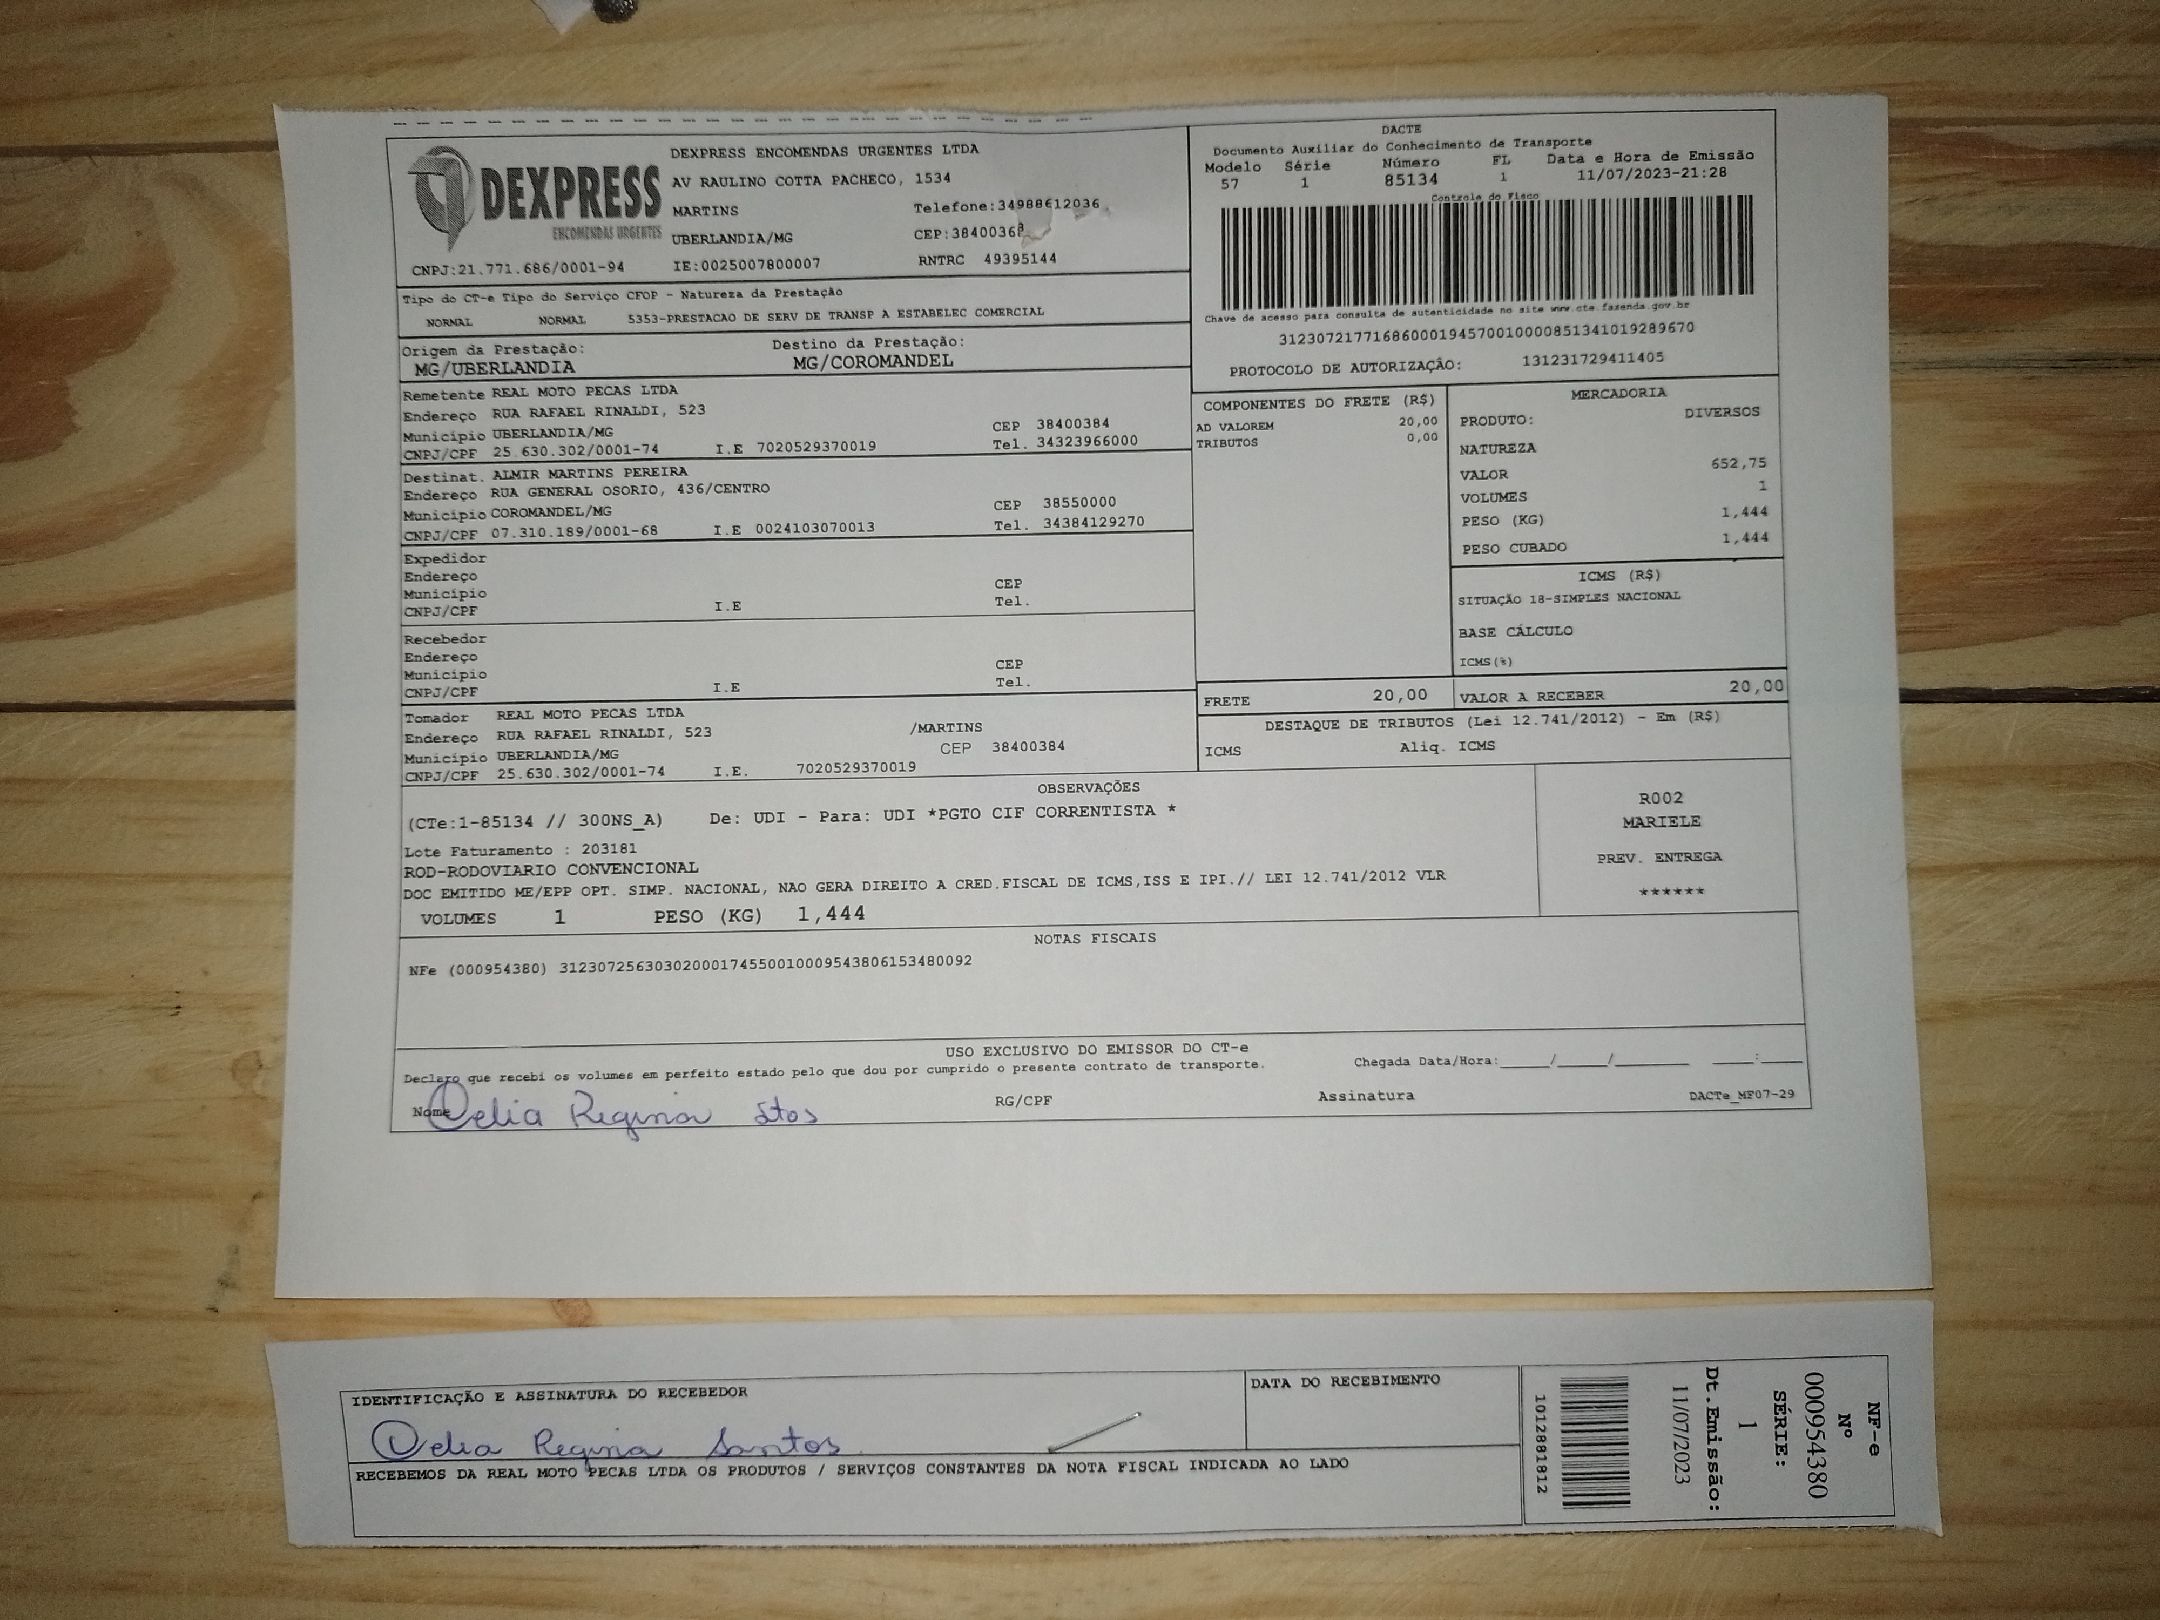 DEXPRESS
ENCOMENDAS URGENTES
DEXPRESS ENCOMENDAS URGENTES LTDA
AV RAULINO COTTA PACHECO, 1534
MARTINS Telefone:34988612036
UBERLANDIA/MG CEP:38400368
CNPJ:21.771.686/0001-94 IE:0025007800007 RNTRC 49395144
DACTE
Documento Auxiliar do Conhecimento de Transporte
Modelo Série Número FL Data e Hora de Emissão
57 1 85134 1 11/07/2023-21:28
Controle do Fisco
Chave de acesso para consulta de autenticidade no site www.cte.fazenda.gov.br
31230721771686000194570010000851341019289670
PROTOCOLO DE AUTORIZAÇÂO: 131231729411405
Tipo do CT-e Tipo do Serviço CFOP - Natureza da Prestação
NORMAL NORMAL 5353-PRESTACAO DE SERV DE TRANSP A ESTABELEC COMERCIAL
Origem da Prestação: Destino da Prestação:
MG/UBERLANDIA MG/COROMANDEL
Remetente REAL MOTO PECAS LTDA
Endereço RUA RAFAEL RINALDI, 523
Município UBERLANDIA/MG CEP 38400384
CNPJ/CPF 25.630.302/0001-74 I.E 7020529370019 Tel. 34323966000
Destinat. ALMIR MARTINS PEREIRA
Endereço RUA GENERAL OSORIO, 436/CENTRO
Município COROMANDEL/MG CEP 38550000
CNPJ/CPF 07.310.189/0001-68 I.E 0024103070013 Tel. 34384129270
Expedidor
Endereço
Município CEP
CNPJ/CPF I.E Tel.
Recebedor
Endereço
Município CEP
CNPJ/CPF I.E Tel.
Tomador REAL MOTO PECAS LTDA
Endereço RUA RAFAEL RINALDI, 523 /MARTINS
Município UBERLANDIA/MG CEP 38400384
CNPJ/CPF 25.630.302/0001-74 I.E. 7020529370019
COMPONENTES DO FRETE (R$)
AD VALOREM 20,00
TRIBUTOS 0,00
MERCADORIA
PRODUTO: DIVERSOS
NATUREZA
VALOR 652,75
VOLUMES 1
PESO (KG) 1,444
PESO CUBADO 1,444
ICMS (R$)
SITUAÇÃO 18-SIMPLES NACIONAL
BASE CÁLCULO
ICMS(%)
FRETE 20,00 VALOR A RECEBER 20,00
DESTAQUE DE TRIBUTOS (Lei 12.741/2012) - Em (R$)
ICMS Aliq. ICMS
OBSERVAÇÕES
(CTe:1-85134 // 300NS_A) De: UDI - Para: UDI *PGTO CIF CORRENTISTA *
Lote Faturamento : 203181
ROD-RODOVIARIO CONVENCIONAL
DOC EMITIDO ME/EPP OPT. SIMP. NACIONAL, NAO GERA DIREITO A CRED.FISCAL DE ICMS,ISS E IPI.// LEI 12.741/2012 VLR
VOLUMES 1 PESO (KG) 1,444
R002
MARIELE
PREV. ENTREGA
******
NOTAS FISCAIS
NFe (000954380) 31230725630302000174550010009543806153480092
USO EXCLUSIVO DO EMISSOR DO CT-e
Declaro que recebi os volumes em perfeito estado pelo que dou por cumprido o presente contrato de transporte. Chegada Data/Hora:_____/_____/_______ ____:____
Nome Celia Regina Stos RG/CPF Assinatura DACTe_MF07-29
IDENTIFICAÇÃO E ASSINATURA DO RECEBEDOR DATA DO RECEBIMENTO
Celia Regina Santos
RECEBEMOS DA REAL MOTO PECAS LTDA OS PRODUTOS / SERVIÇOS CONSTANTES DA NOTA FISCAL INDICADA AO LADO
NF-e
Nº
000954380
SÉRIE:
1
Dt.Emissão:
11/07/2023
1012881812